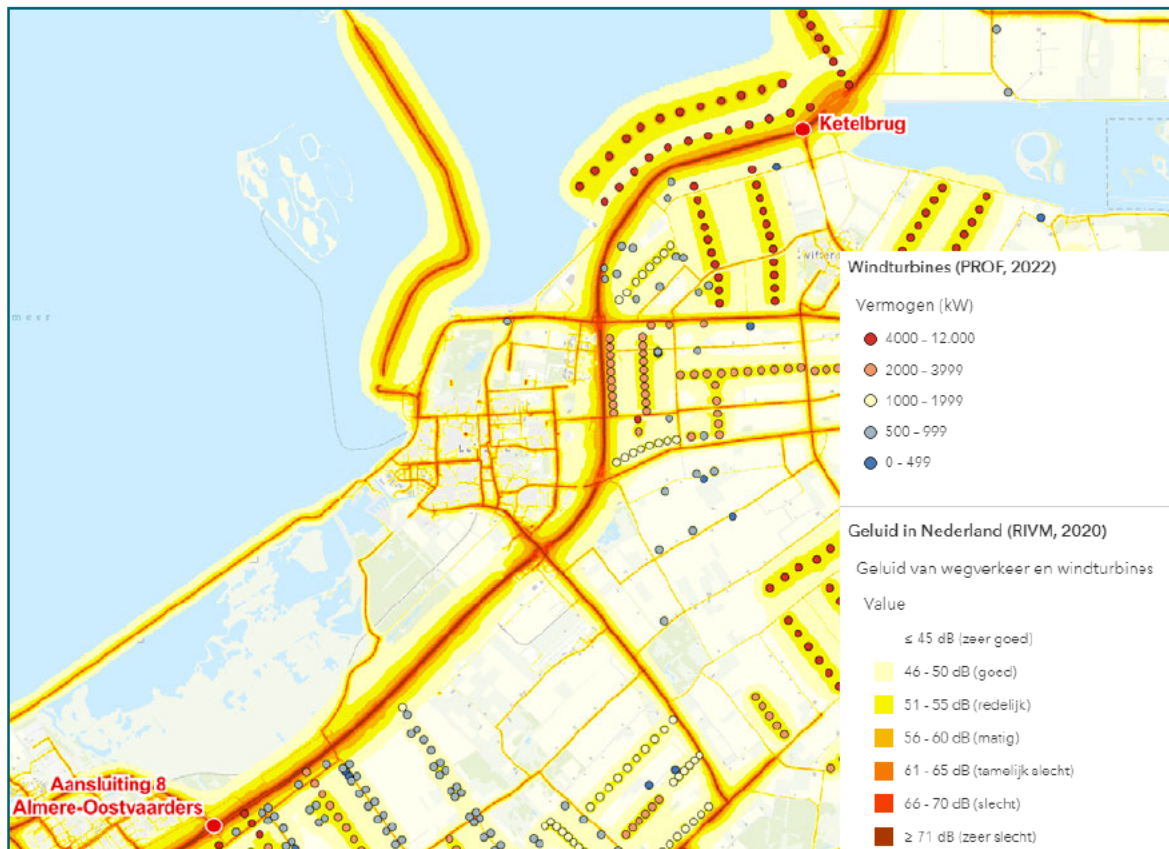 Ketelbrug
Windturbines (PROF, 2022)
Vermogen (kW)
4000 - 12.000
2000 - 3999
1000 - 1999
500 - 999
0 - 499
Geluid in Nederland (RIVM, 2020)
Geluid van wegverkeer en windturbines
Value
≤ 45 dB (zeer goed)
46 - 50 dB (goed)
51 - 55 dB (redelijk)
56 - 60 dB (matig)
61 - 65 dB (tamelijk slecht)
66 - 70 dB (slecht)
≥ 71 dB (zeer slecht)
Aansluiting 8
Almere-Oostvaarders